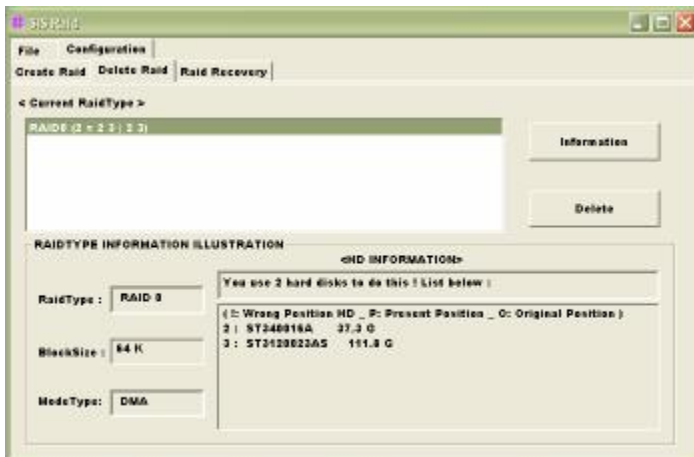 SiS Raid
File Configuration
Create Raid Delete Raid Raid Recovery
< Current RaidType >
RAID0 (2 = 2 3 | 2 3)
Information
Delete
RAIDTYPE INFORMATION ILLUSTRATION
<HD INFORMATION>
You use 2 hard disks to do this ! List below :
RaidType : RAID 0
( !: Wrong Position HD _ P: Present Position _ O: Original Position )
2 : ST340016A 37.3 G
3 : ST3120023AS 111.8 G
BlockSize : 64 K
ModeType: DMA